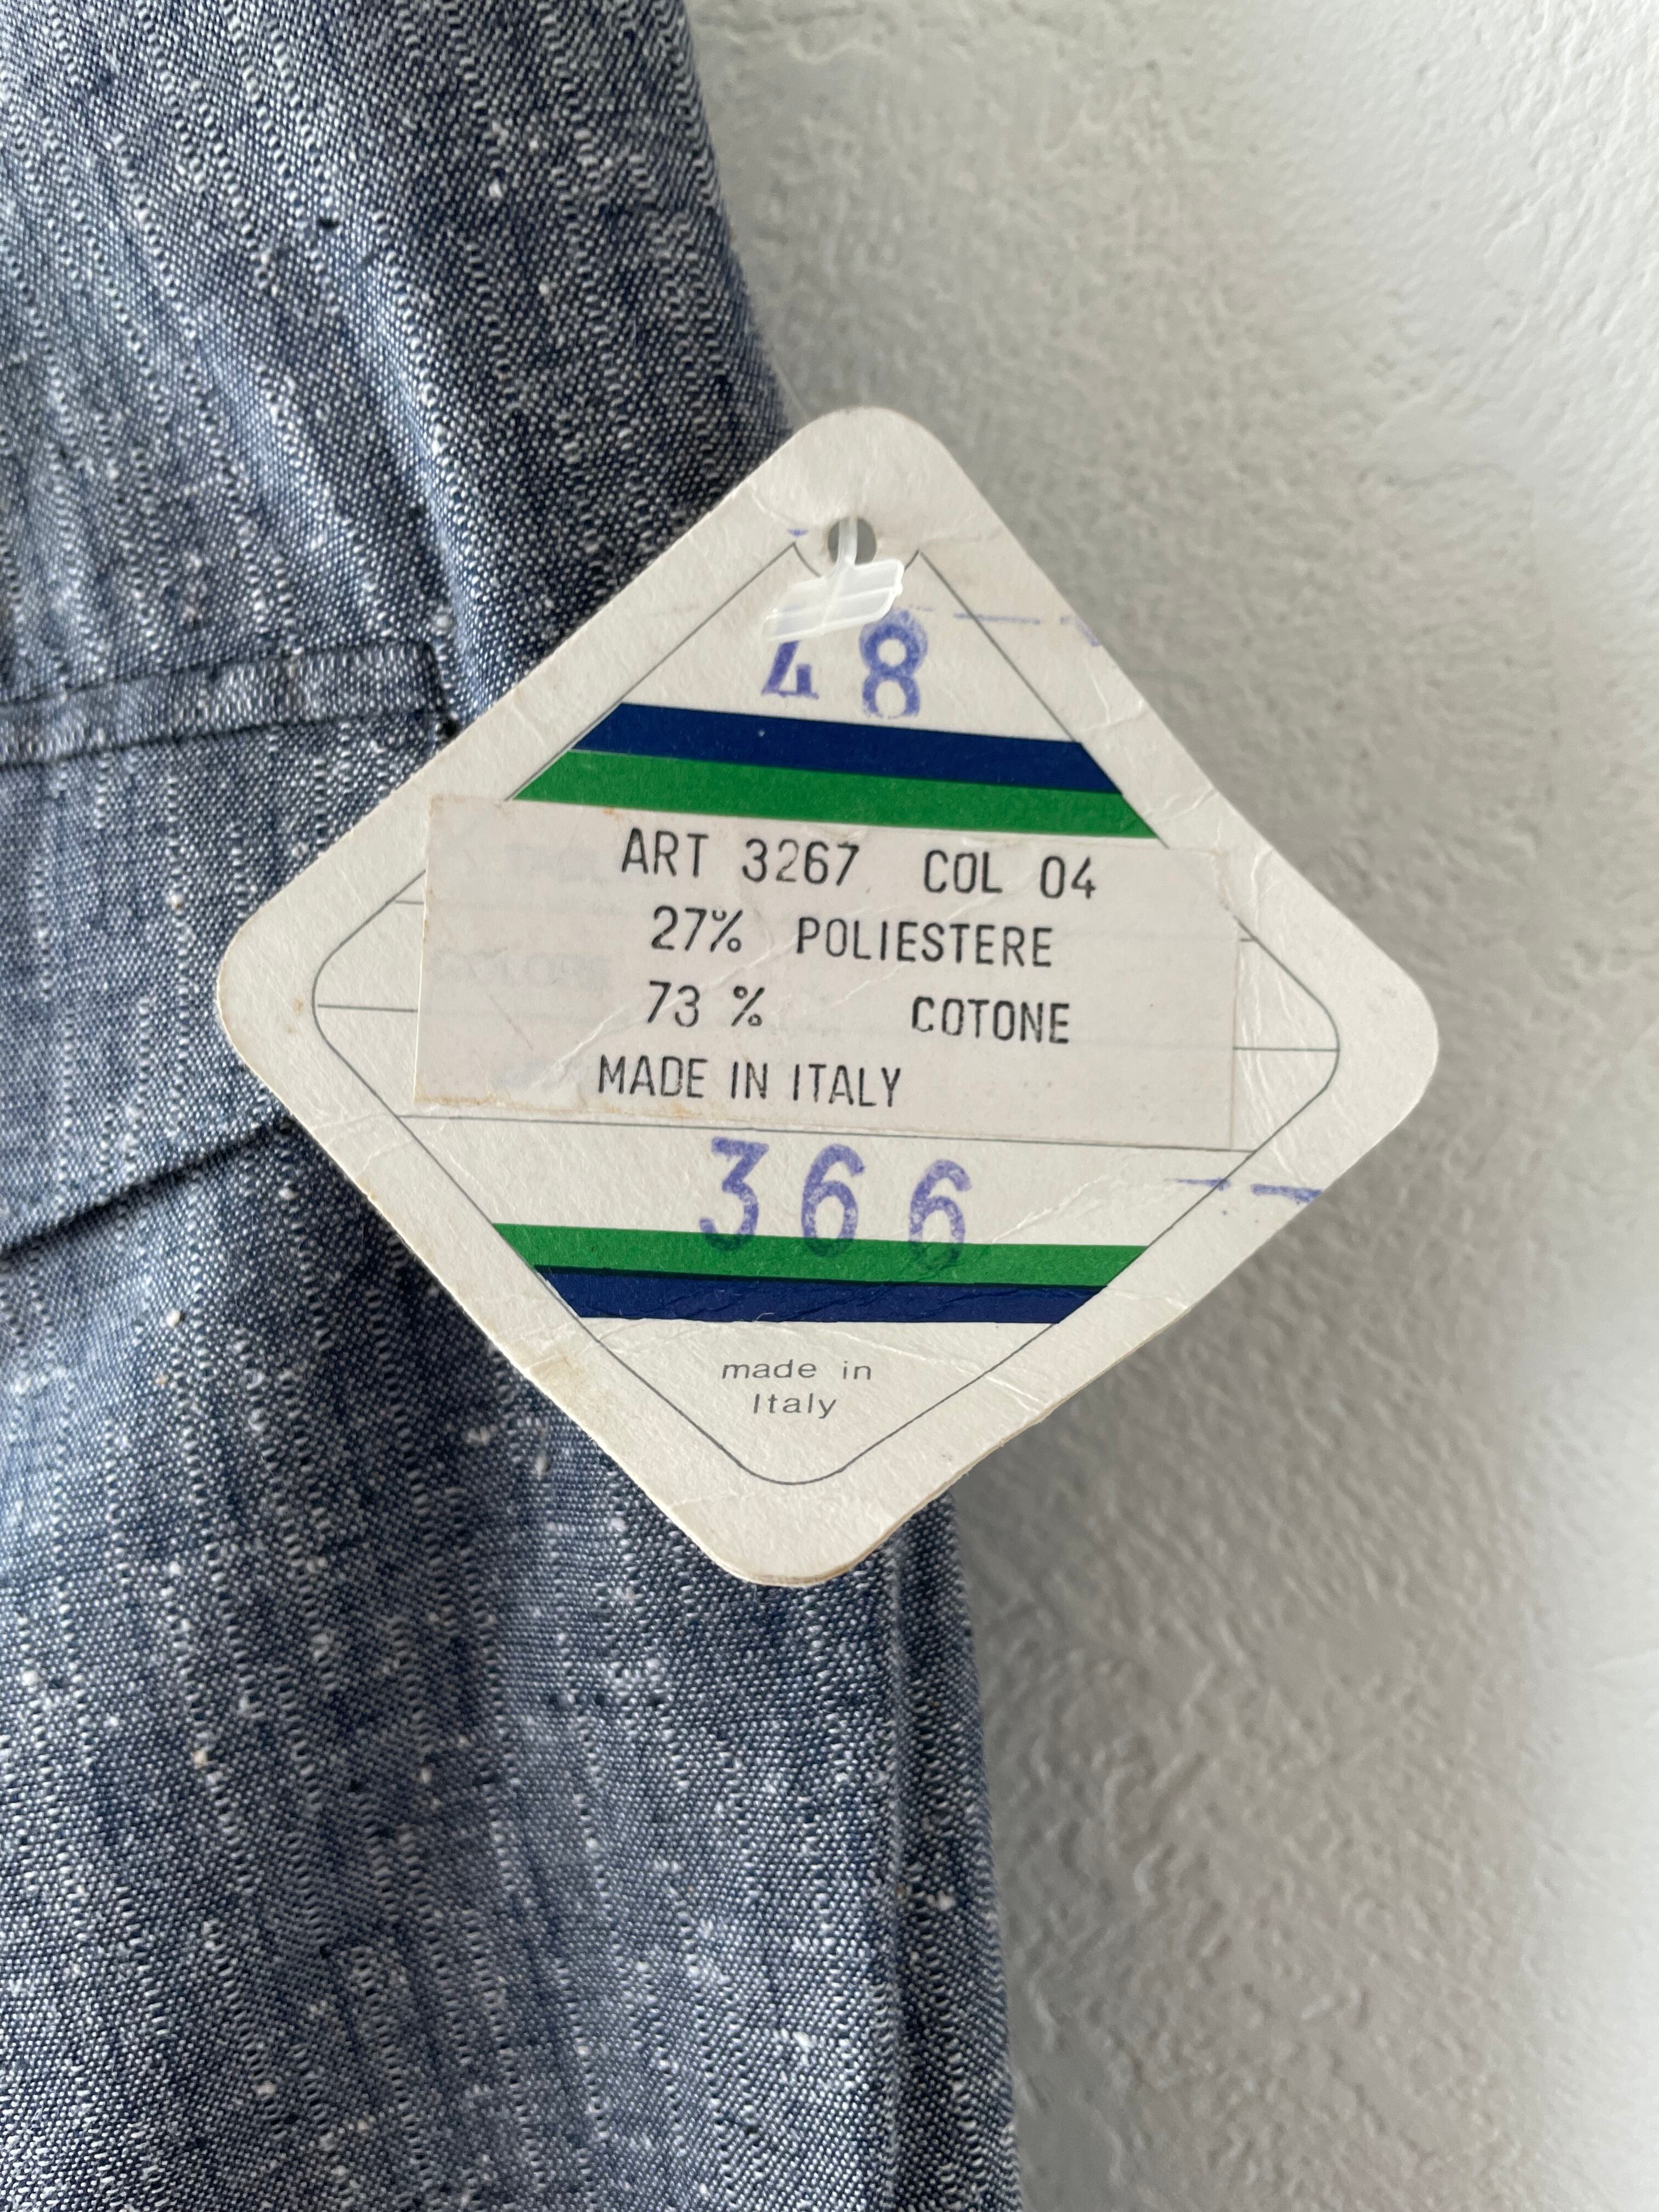 48
ART 3267 COL 04
27% POLIESTERE
73 % COTONE
MADE IN ITALY
366
made in
Italy